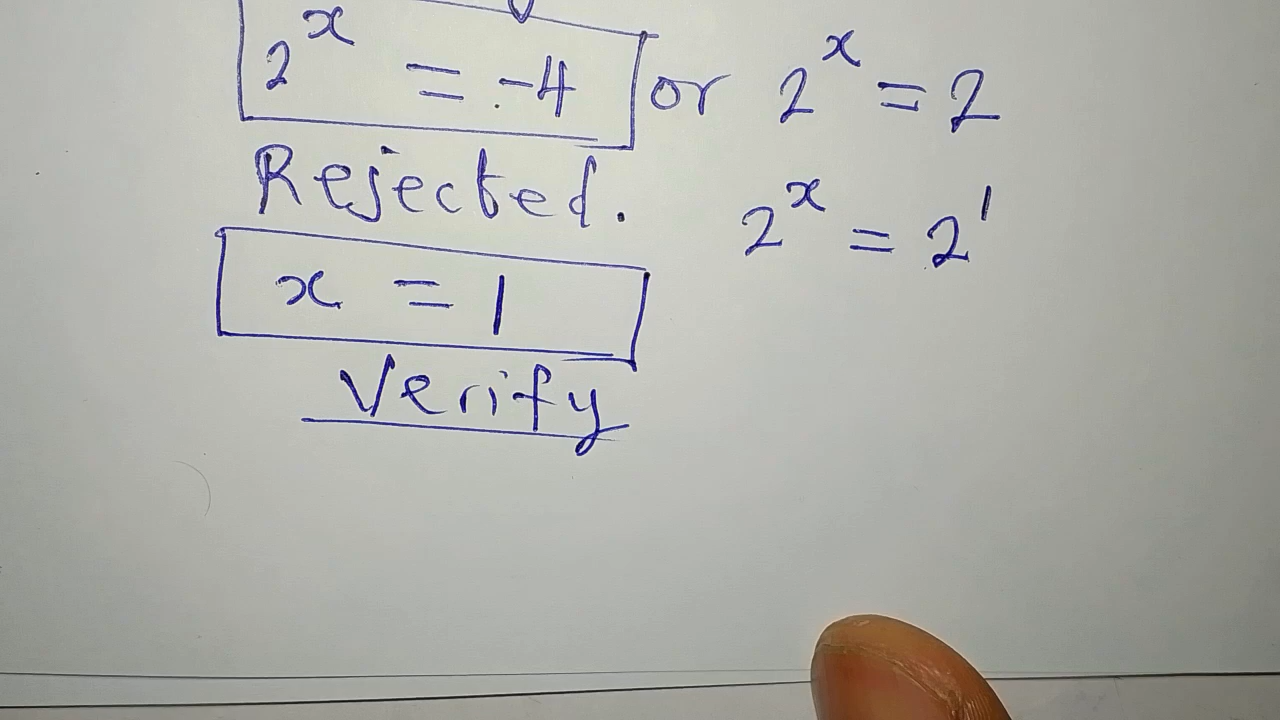 2^x = -4 or 2^x = 2
Rejected. 2^x = 2^1
x = 1
Verify